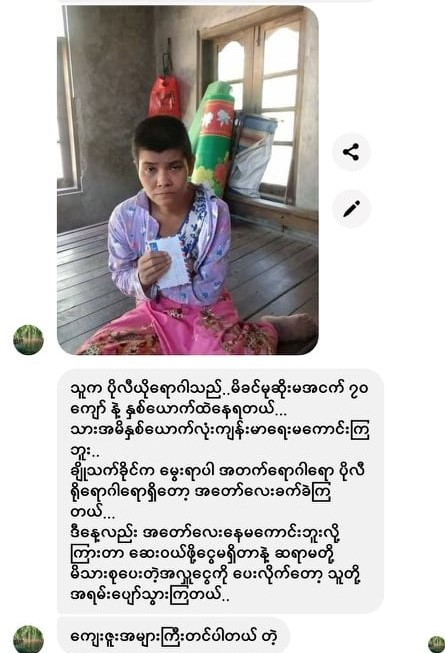 သူက ပိုလီယိုရောဂါသည်..မိခင်မုဆိုးမအငက် ၇၀
ကျော် နဲ့ နှစ်ယောက်ထဲနေရတယ်...
သားအမိနှစ်ယောက်လုံးကျန်းမာရေးမကောင်းကြ
ဘူး..
ချိုသက်ခိုင်က မွေးရာပါ အတက်ရောဂါရော ပိုလီ
ရိုရောဂါရောရှိတော့ အတော်လေးခက်ခဲကြ
တယ်...
ဒီနေ့လည်း အတော်လေးနေမကောင်းဘူးလို့
ကြားတာ ဆေးဝယ်ဖို့ငွေမရှိတာနဲ့ ဆရာမတို့
မိသားစုပေးတဲ့အလှူငွေကို ပေးလိုက်တော့ သူတို့
အရမ်းပျော်သွားကြတယ်..
ကျေးဇူးအများကြီးတင်ပါတယ် တဲ့